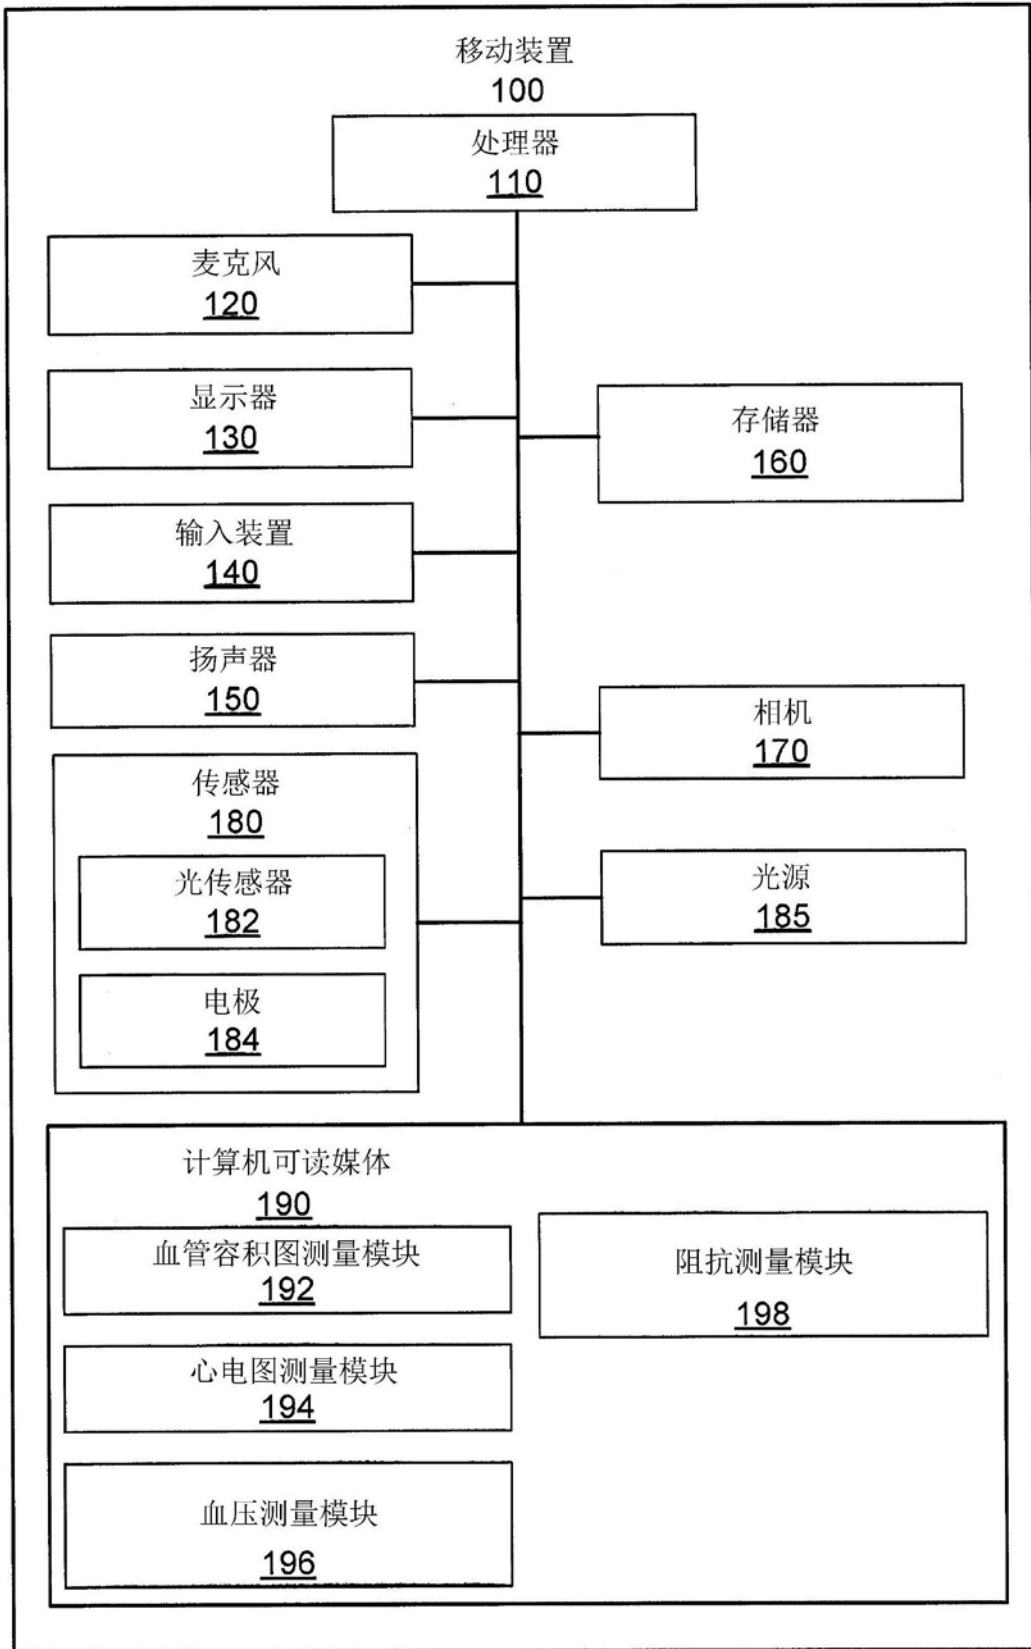 移动装置
100
处理器
110
麦克风
120
显示器
130
存储器
160
输入装置
140
扬声器
150
相机
170
传感器
180
光传感器
182
光源
185
电极
184
计算机可读媒体
190
血管容积图测量模块
192
阻抗测量模块
198
心电图测量模块
194
血压测量模块
196